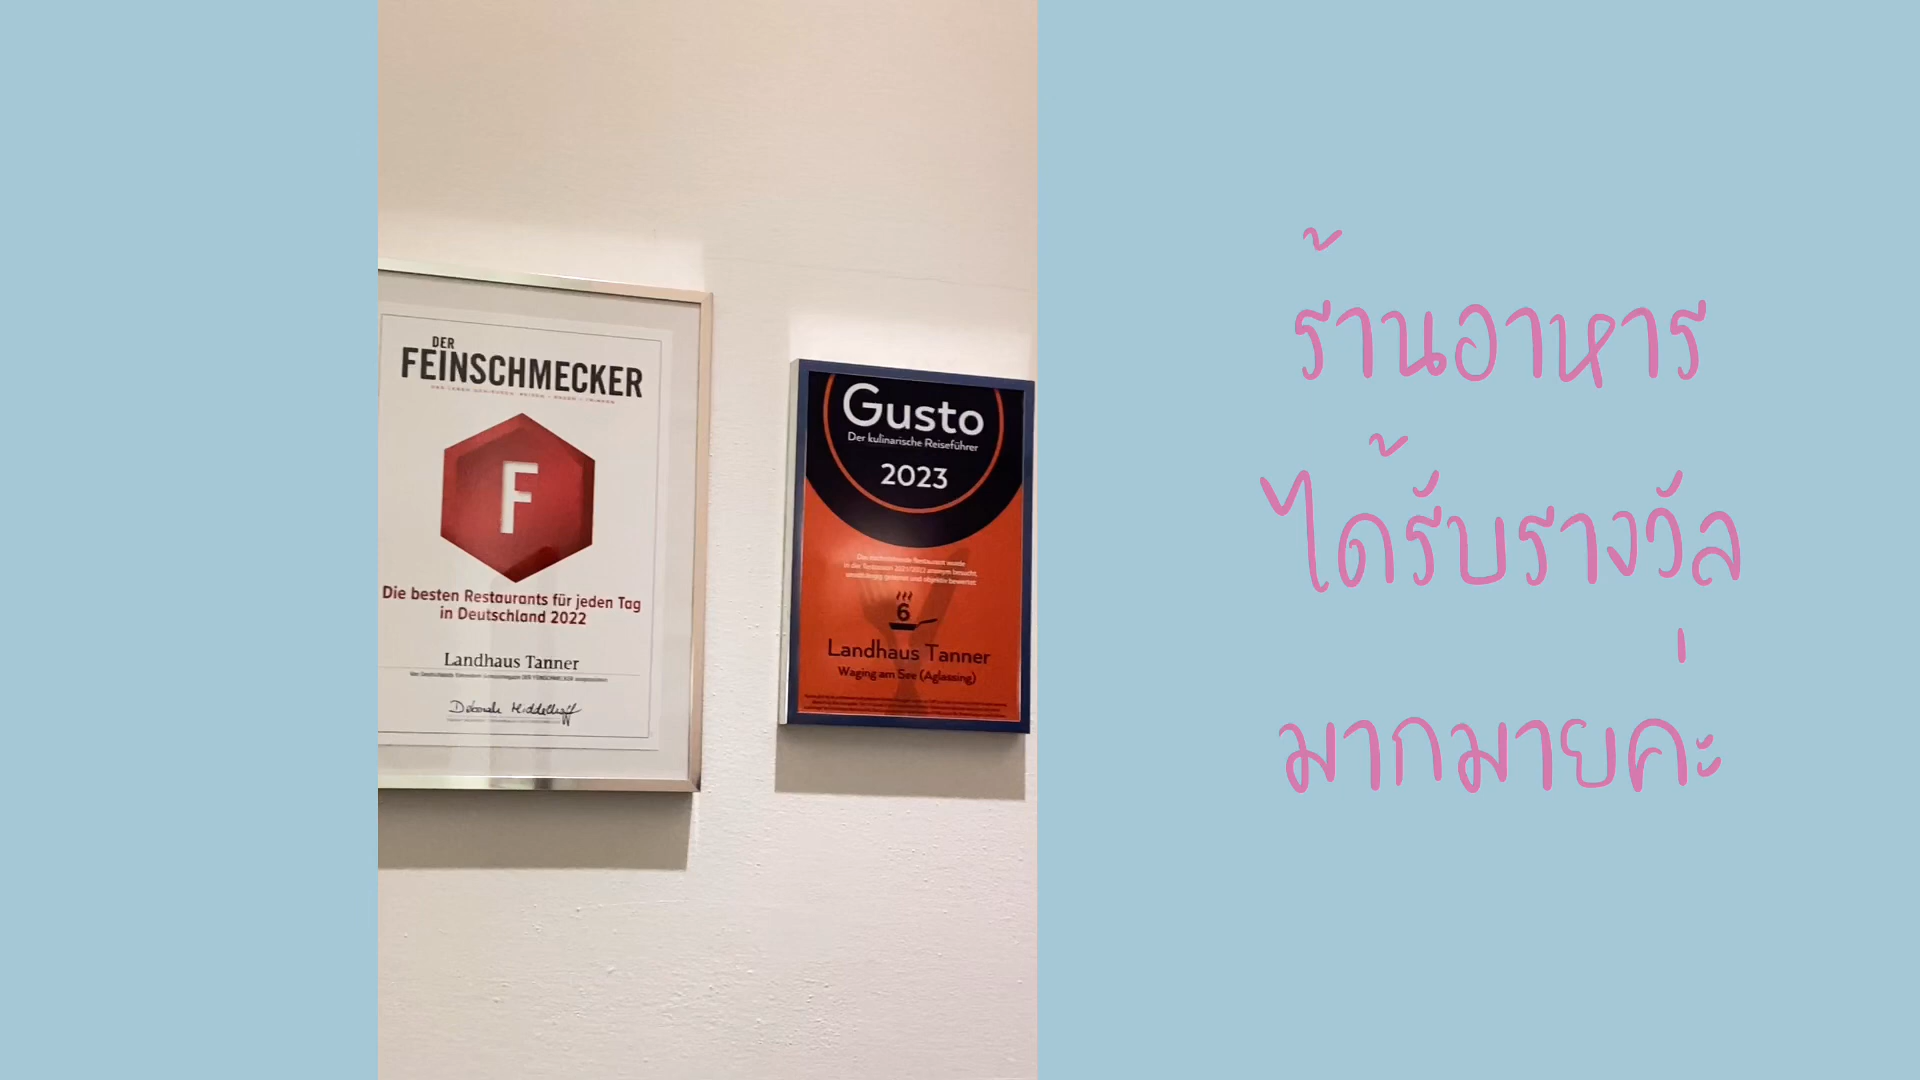 DER
FEINSCHMECKER
F
Die besten Restaurants für jeden Tag
in Deutschland 2022
Landhaus Tanner
Gusto
Der kulinarische Reiseführer
2023
6
Landhaus Tanner
Waging am See (Aglassing)
ร้านอาหาร
ได้รับรางวัล
มากมายค่ะ